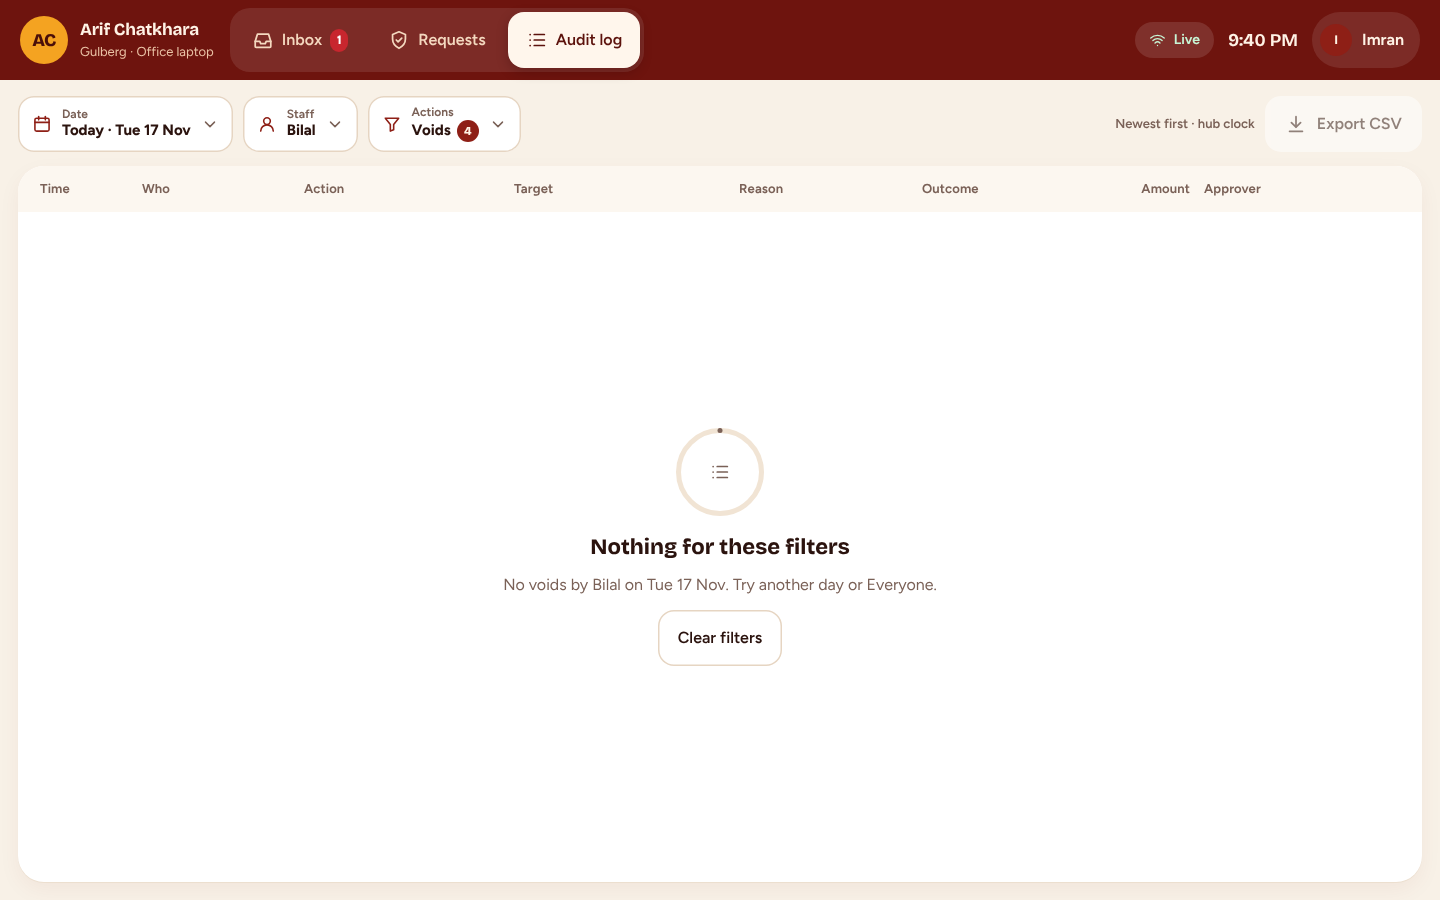 AC
Arif Chatkhara
Gulberg · Office laptop
Inbox 1
Requests
Audit log
Live
9:40 PM
I
Imran
Date
Today · Tue 17 Nov
Staff
Bilal
Actions
Voids 4
Newest first · hub clock
Export CSV
Time Who Action Target Reason Outcome Amount Approver
Nothing for these filters
No voids by Bilal on Tue 17 Nov. Try another day or Everyone.
Clear filters